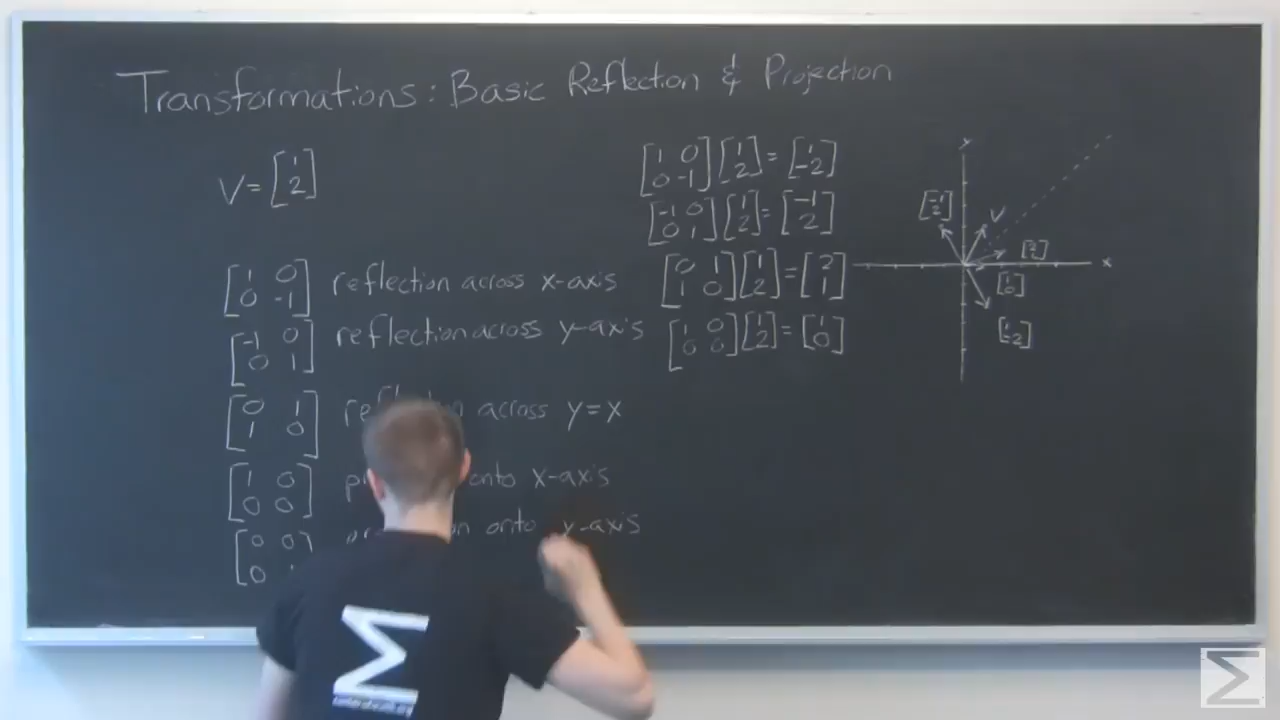 Transformations: Basic Reflection & Projection
V = [1 2]
[1 0 0 -1] reflection across x-axis
[-1 0 0 1] reflection across y-axis
[0 1 1 0] across y=x
[1 0 0 0] onto x-axis
[0 0 0 onto y-axis
[1 0 0 -1][1 2] = [1 -2]
[-1 0 0 1][1 2] = [-1 2]
[0 1 1 0][1 2] = [2 1]
[1 0 0 0][1 2] = [1 0]
[-1 2]
V
[2 1]
x
[1 0]
[1 -2]
Σ
Σ